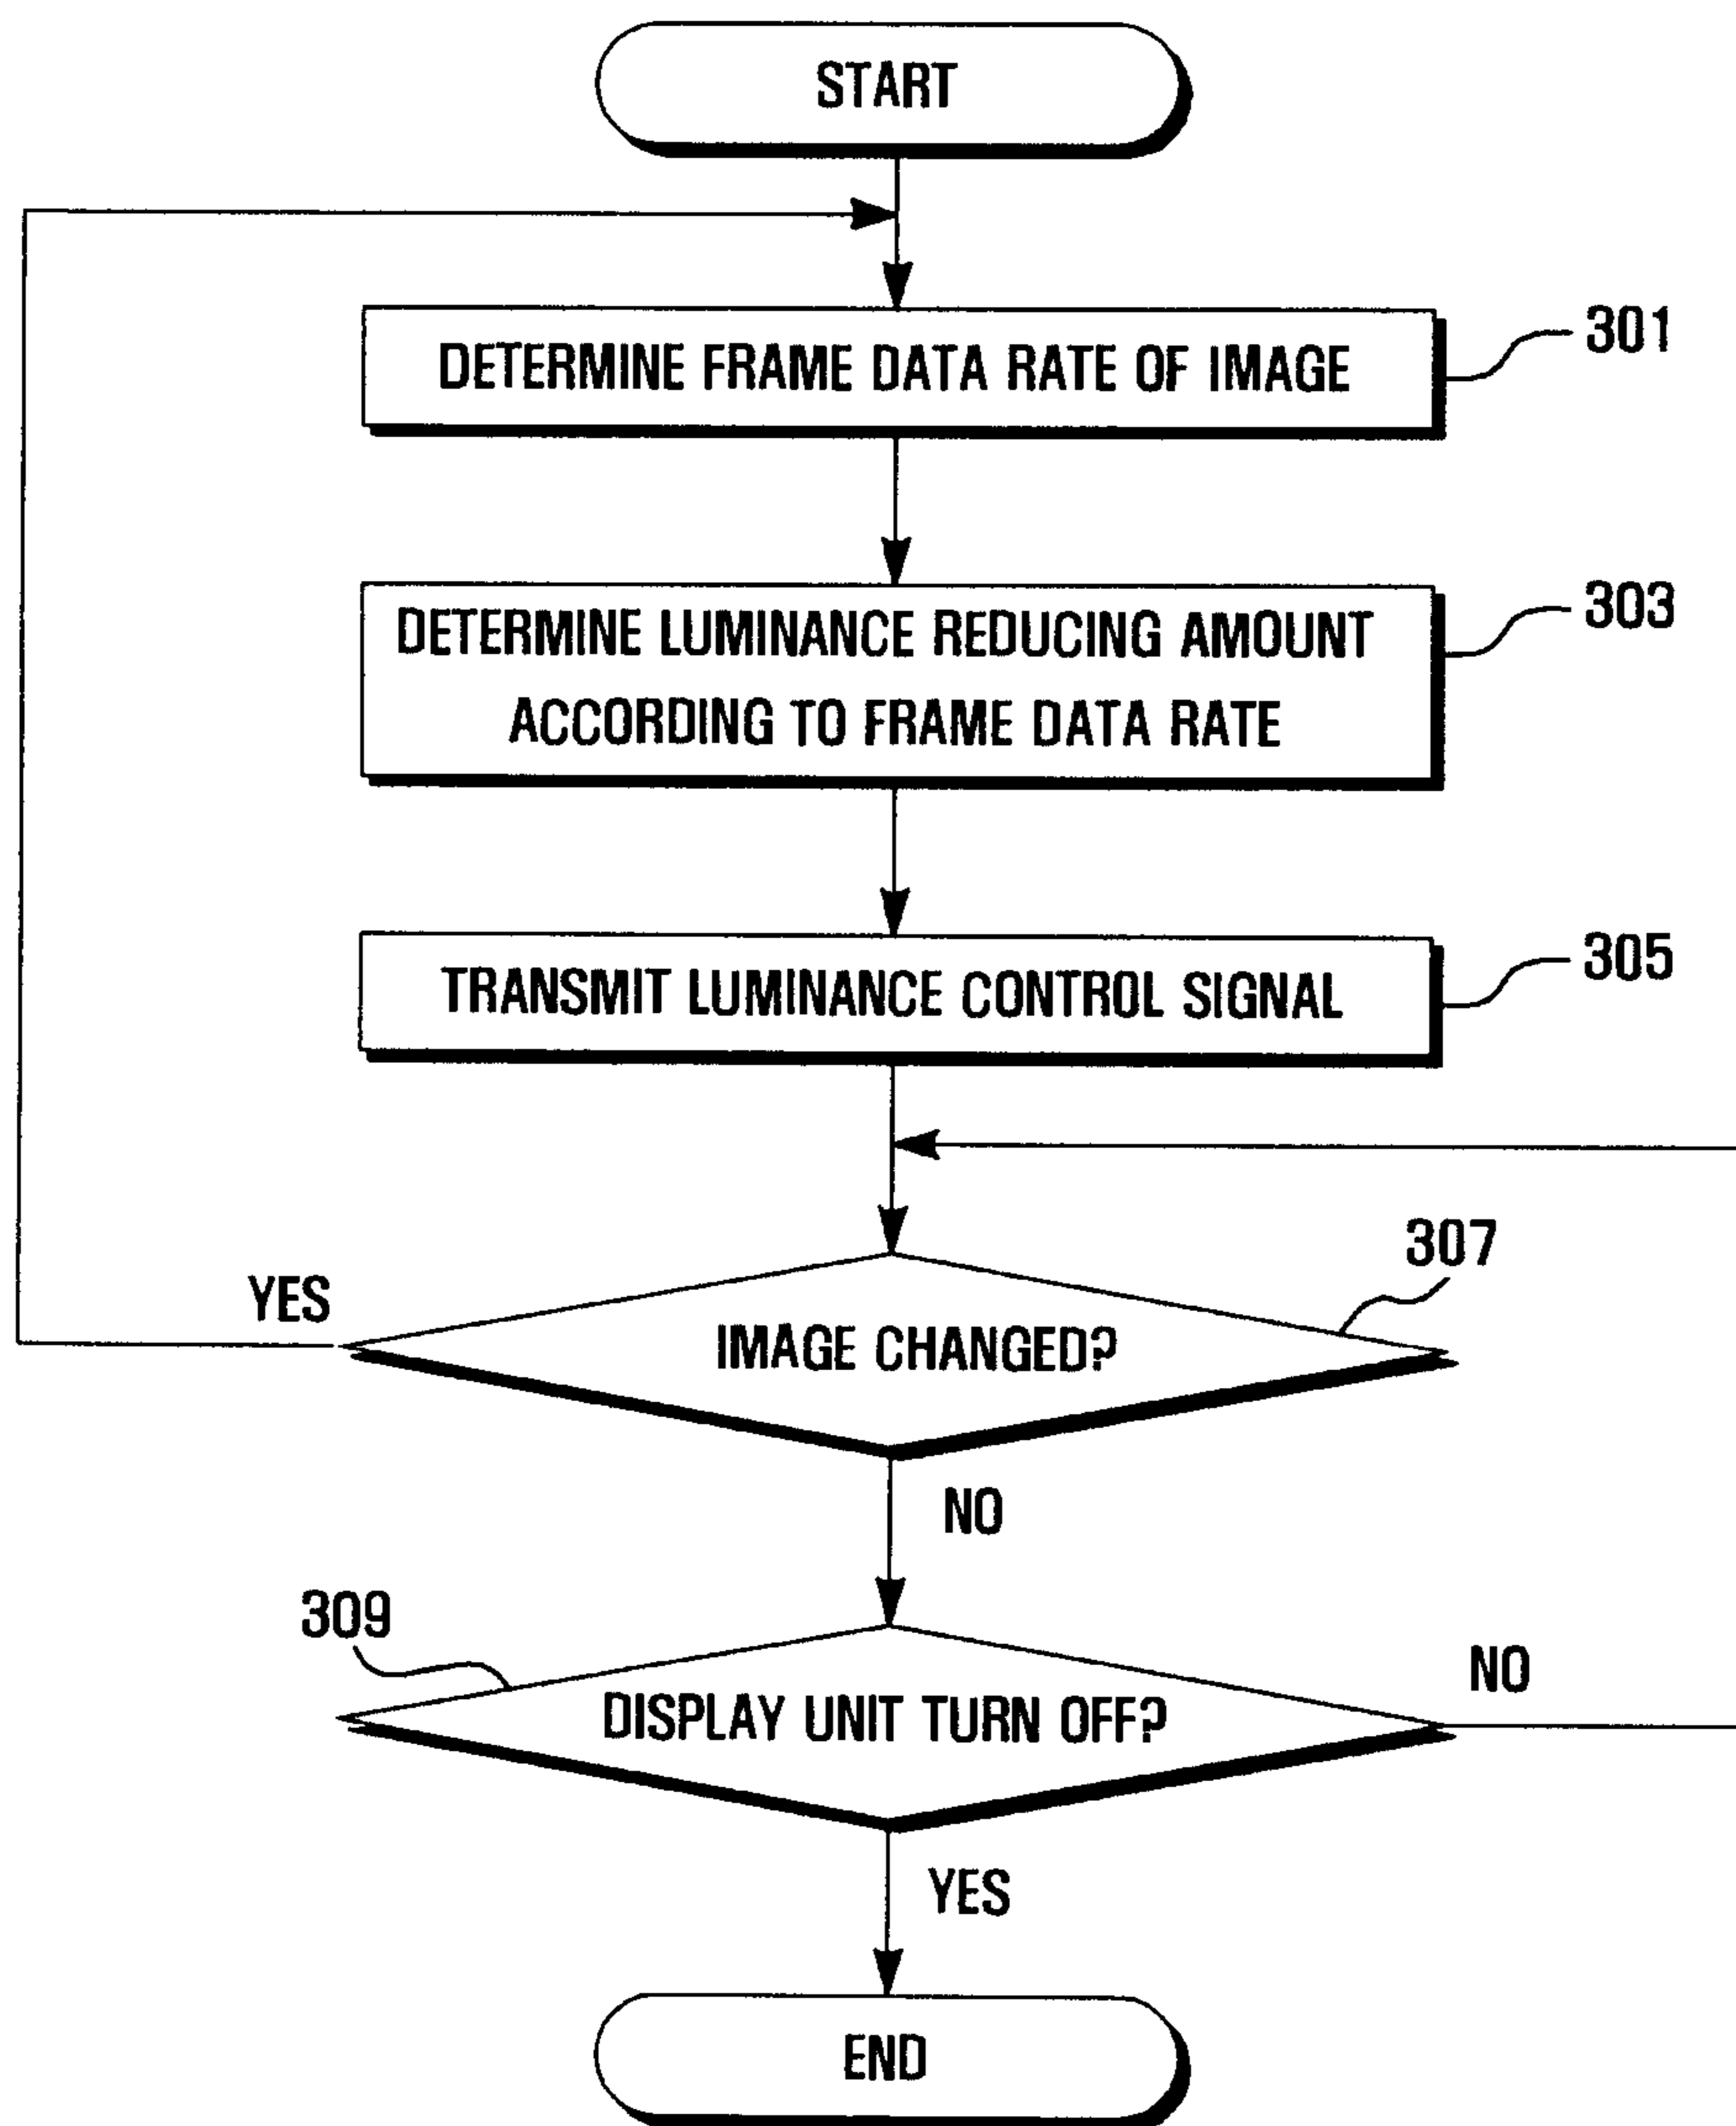 START
DETERMINE FRAME DATA RATE OF IMAGE
301
DETERMINE LUMINANCE REDUCING AMOUNT
ACCORDING TO FRAME DATA RATE
303
TRANSMIT LUMINANCE CONTROL SIGNAL
305
307
YES
IMAGE CHANGED?
NO
309
NO
DISPLAY UNIT TURN OFF?
YES
END